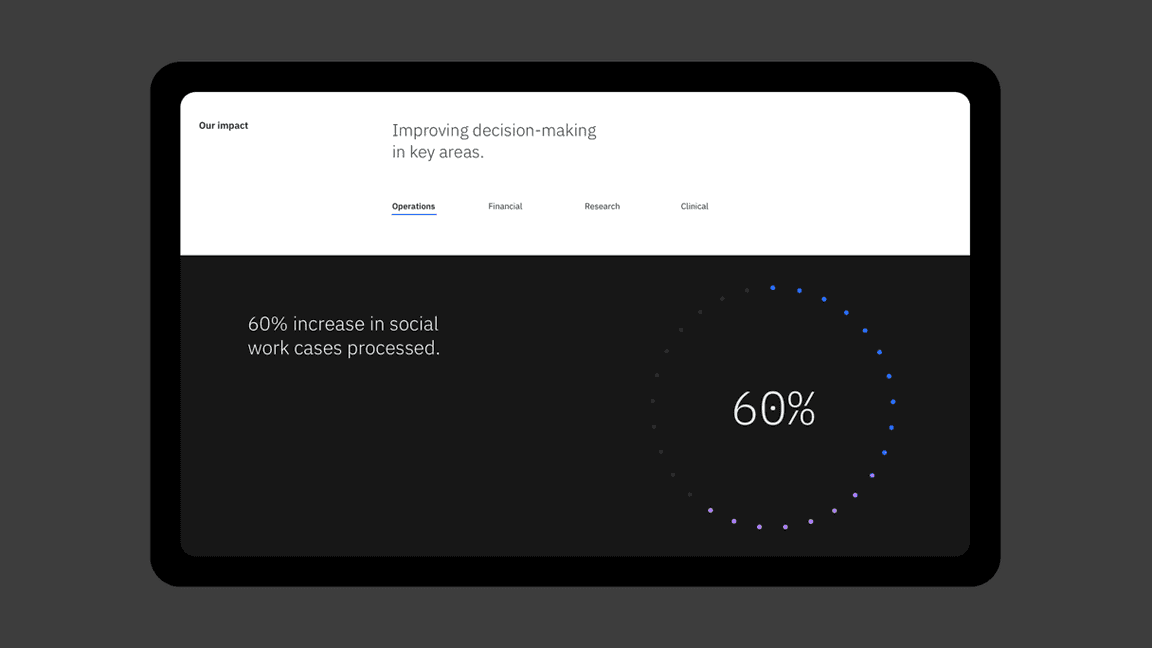 Our impact
Improving decision-making
in key areas.
Operations
Financial
Research
Clinical
60% increase in social
work cases processed.
60%